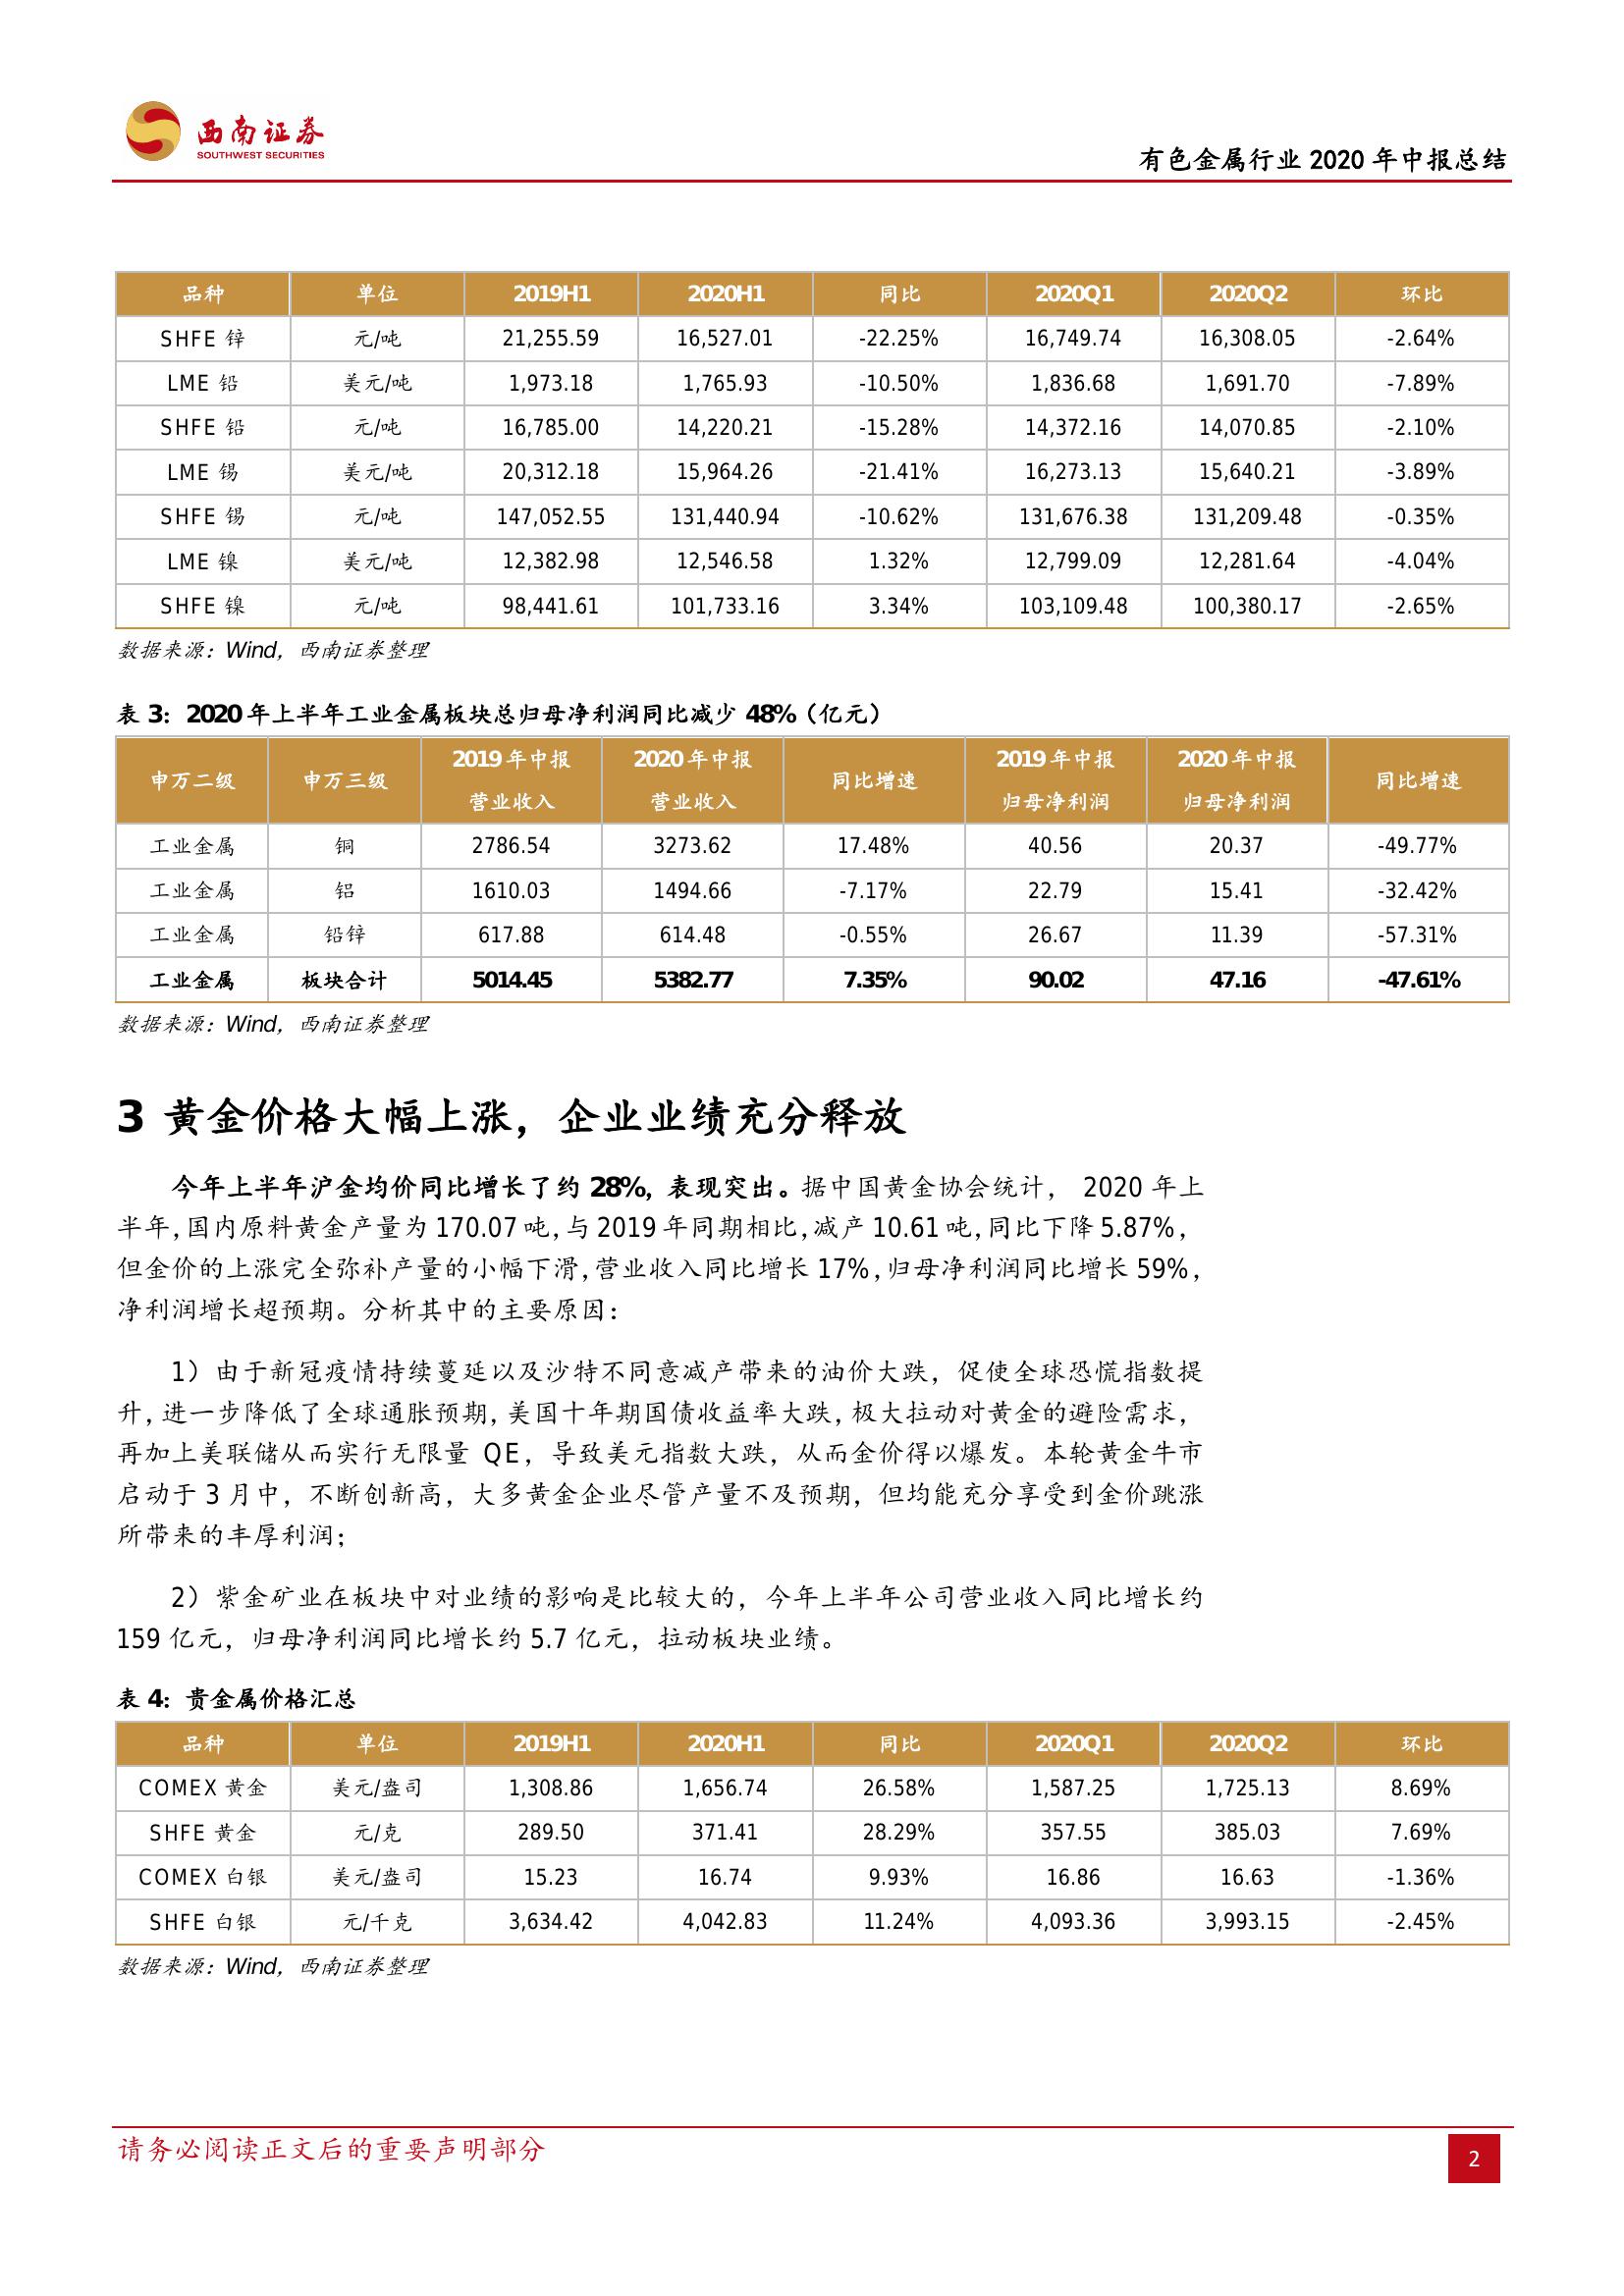 西南证券
SOUTHWEST SECURITIES
有色金属行业 2020 年中报总结
品种 单位 2019H1 2020H1 同比 2020Q1 2020Q2 环比
SHFE 锌 元/吨 21,255.59 16,527.01 -22.25% 16,749.74 16,308.05 -2.64%
LME 铅 美元/吨 1,973.18 1,765.93 -10.50% 1,836.68 1,691.70 -7.89%
SHFE 铅 元/吨 16,785.00 14,220.21 -15.28% 14,372.16 14,070.85 -2.10%
LME 锡 美元/吨 20,312.18 15,964.26 -21.41% 16,273.13 15,640.21 -3.89%
SHFE 锡 元/吨 147,052.55 131,440.94 -10.62% 131,676.38 131,209.48 -0.35%
LME 镍 美元/吨 12,382.98 12,546.58 1.32% 12,799.09 12,281.64 -4.04%
SHFE 镍 元/吨 98,441.61 101,733.16 3.34% 103,109.48 100,380.17 -2.65%
数据来源：Wind，西南证券整理
表 3：2020 年上半年工业金属板块总归母净利润同比减少 48%（亿元）
申万二级 申万三级 2019 年中报 2020 年中报 同比增速 2019 年中报 2020 年中报 同比增速
营业收入 营业收入 归母净利润 归母净利润
工业金属 铜 2786.54 3273.62 17.48% 40.56 20.37 -49.77%
工业金属 铝 1610.03 1494.66 -7.17% 22.79 15.41 -32.42%
工业金属 铅锌 617.88 614.48 -0.55% 26.67 11.39 -57.31%
工业金属 板块合计 5014.45 5382.77 7.35% 90.02 47.16 -47.61%
数据来源：Wind，西南证券整理
3 黄金价格大幅上涨，企业业绩充分释放
今年上半年沪金均价同比增长了约 28%，表现突出。据中国黄金协会统计， 2020 年上
半年，国内原料黄金产量为 170.07 吨，与 2019 年同期相比，减产 10.61 吨，同比下降 5.87%，
但金价的上涨完全弥补产量的小幅下滑，营业收入同比增长 17%，归母净利润同比增长 59%，
净利润增长超预期。分析其中的主要原因：
1）由于新冠疫情持续蔓延以及沙特不同意减产带来的油价大跌，促使全球恐慌指数提
升，进一步降低了全球通胀预期，美国十年期国债收益率大跌，极大拉动对黄金的避险需求，
再加上美联储从而实行无限量 QE，导致美元指数大跌，从而金价得以爆发。本轮黄金牛市
启动于 3 月中，不断创新高，大多黄金企业尽管产量不及预期，但均能充分享受到金价跳涨
所带来的丰厚利润；
2）紫金矿业在板块中对业绩的影响是比较大的，今年上半年公司营业收入同比增长约
159 亿元，归母净利润同比增长约 5.7 亿元，拉动板块业绩。
表 4：贵金属价格汇总
品种 单位 2019H1 2020H1 同比 2020Q1 2020Q2 环比
COMEX 黄金 美元/盎司 1,308.86 1,656.74 26.58% 1,587.25 1,725.13 8.69%
SHFE 黄金 元/克 289.50 371.41 28.29% 357.55 385.03 7.69%
COMEX 白银 美元/盎司 15.23 16.74 9.93% 16.86 16.63 -1.36%
SHFE 白银 元/千克 3,634.42 4,042.83 11.24% 4,093.36 3,993.15 -2.45%
数据来源：Wind，西南证券整理
请务必阅读正文后的重要声明部分
2